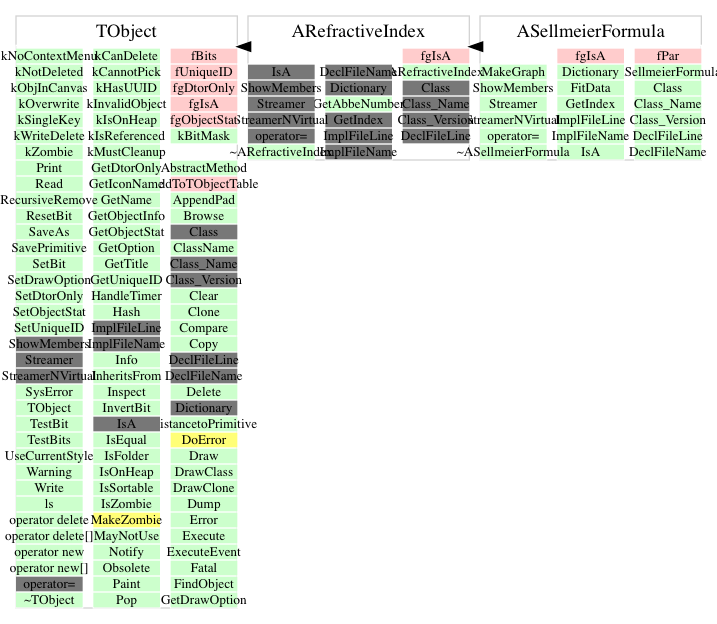 TObject ARefractiveIndex ASellmeierFormula
kNoContextMenu kCanDelete fBits fgIsA fgIsA fPar
kNotDeleted kCannotPick fUniqueID IsA DeclFileName ARefractiveIndex MakeGraph Dictionary SellmeierFormula
kObjInCanvas kHasUUID fgDtorOnly ShowMembers Dictionary Class ShowMembers FitData Class
kOverwrite kInvalidObject fgIsA Streamer GetAbbeNumber Class_Name Streamer GetIndex Class_Name
kSingleKey kIsOnHeap fgObjectStat StreamerNVirtual GetIndex Class_Version StreamerNVirtual ImplFileLine Class_Version
kWriteDelete kIsReferenced kBitMask operator= ImplFileLine DeclFileLine operator= ImplFileName DeclFileLine
kZombie kMustCleanup ~ARefractiveIndex ImplFileName ~ASellmeierFormula IsA DeclFileName
Print GetDtorOnly AbstractMethod
Read GetIconName ddToTObjectTable
RecursiveRemove GetName AppendPad
ResetBit GetObjectInfo Browse
SaveAs GetObjectStat Class
SavePrimitive GetOption ClassName
SetBit GetTitle Class_Name
SetDrawOption GetUniqueID Class_Version
SetDtorOnly HandleTimer Clear
SetObjectStat Hash Clone
SetUniqueID ImplFileLine Compare
ShowMembers ImplFileName Copy
Streamer Info DeclFileLine
StreamerNVirtual InheritsFrom DeclFileName
SysError Inspect Delete
TObject InvertBit Dictionary
TestBit IsA istancetoPrimitive
TestBits IsEqual DoError
UseCurrentStyle IsFolder Draw
Warning IsOnHeap DrawClass
Write IsSortable DrawClone
ls IsZombie Dump
operator delete MakeZombie Error
operator delete[] MayNotUse Execute
operator new Notify ExecuteEvent
operator new[] Obsolete Fatal
operator= Paint FindObject
~TObject Pop GetDrawOption